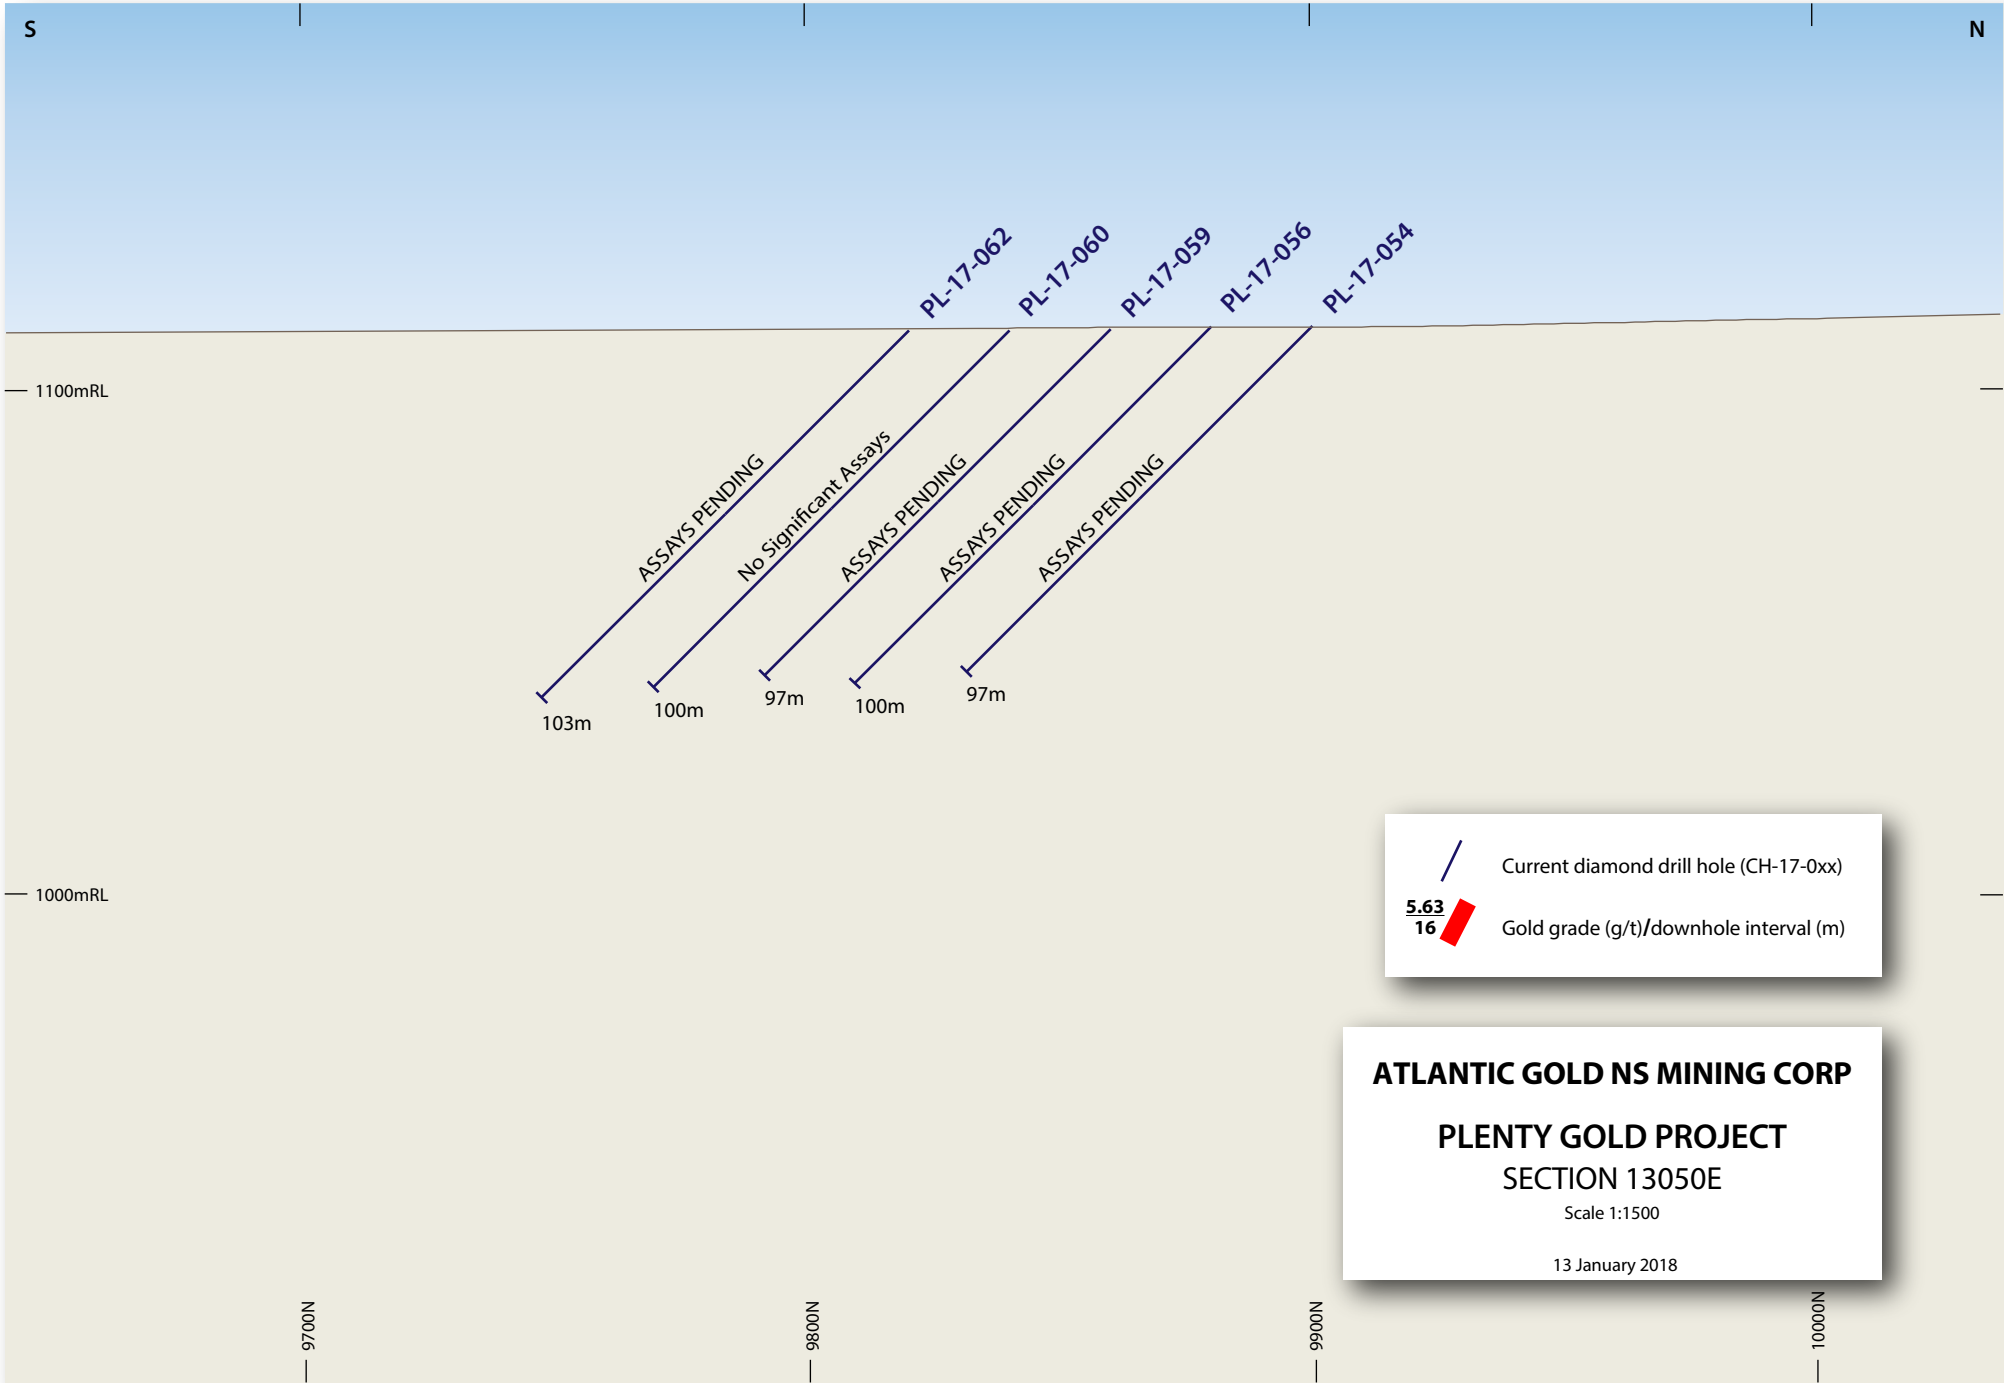 S
N
PL-17-062
PL-17-060
PL-17-059
PL-17-056
PL-17-054
1100mRL
ASSAYS PENDING
No Significant Assays
ASSAYS PENDING
ASSAYS PENDING
ASSAYS PENDING
103m
100m
97m
100m
97m
1000mRL
Current diamond drill hole (CH-17-0xx)
5.63
16
Gold grade (g/t)/downhole interval (m)
ATLANTIC GOLD NS MINING CORP
PLENTY GOLD PROJECT
SECTION 13050E
Scale 1:1500
13 January 2018
9700N
9800N
9900N
10000N